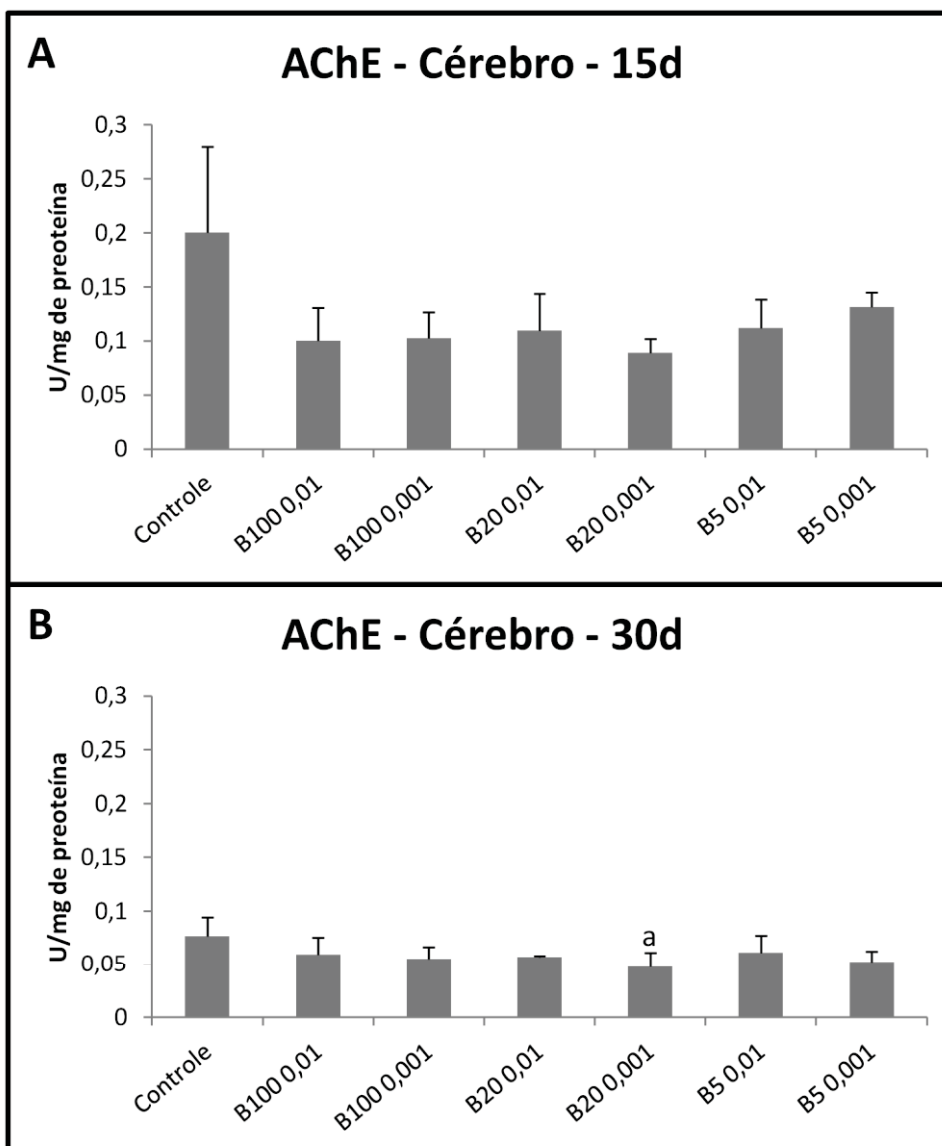 A
AChE - Cérebro - 15d
U/mg de preoteína
0,3
0,25
0,2
0,15
0,1
0,05
0
Controle
B100 0,01
B100 0,001
B20 0,01
B20 0,001
B5 0,01
B5 0,001
B
AChE - Cérebro - 30d
U/mg de preoteína
0,3
0,25
0,2
0,15
0,1
0,05
0
a
Controle
B100 0,01
B100 0,001
B20 0,01
B20 0,001
B5 0,01
B5 0,001